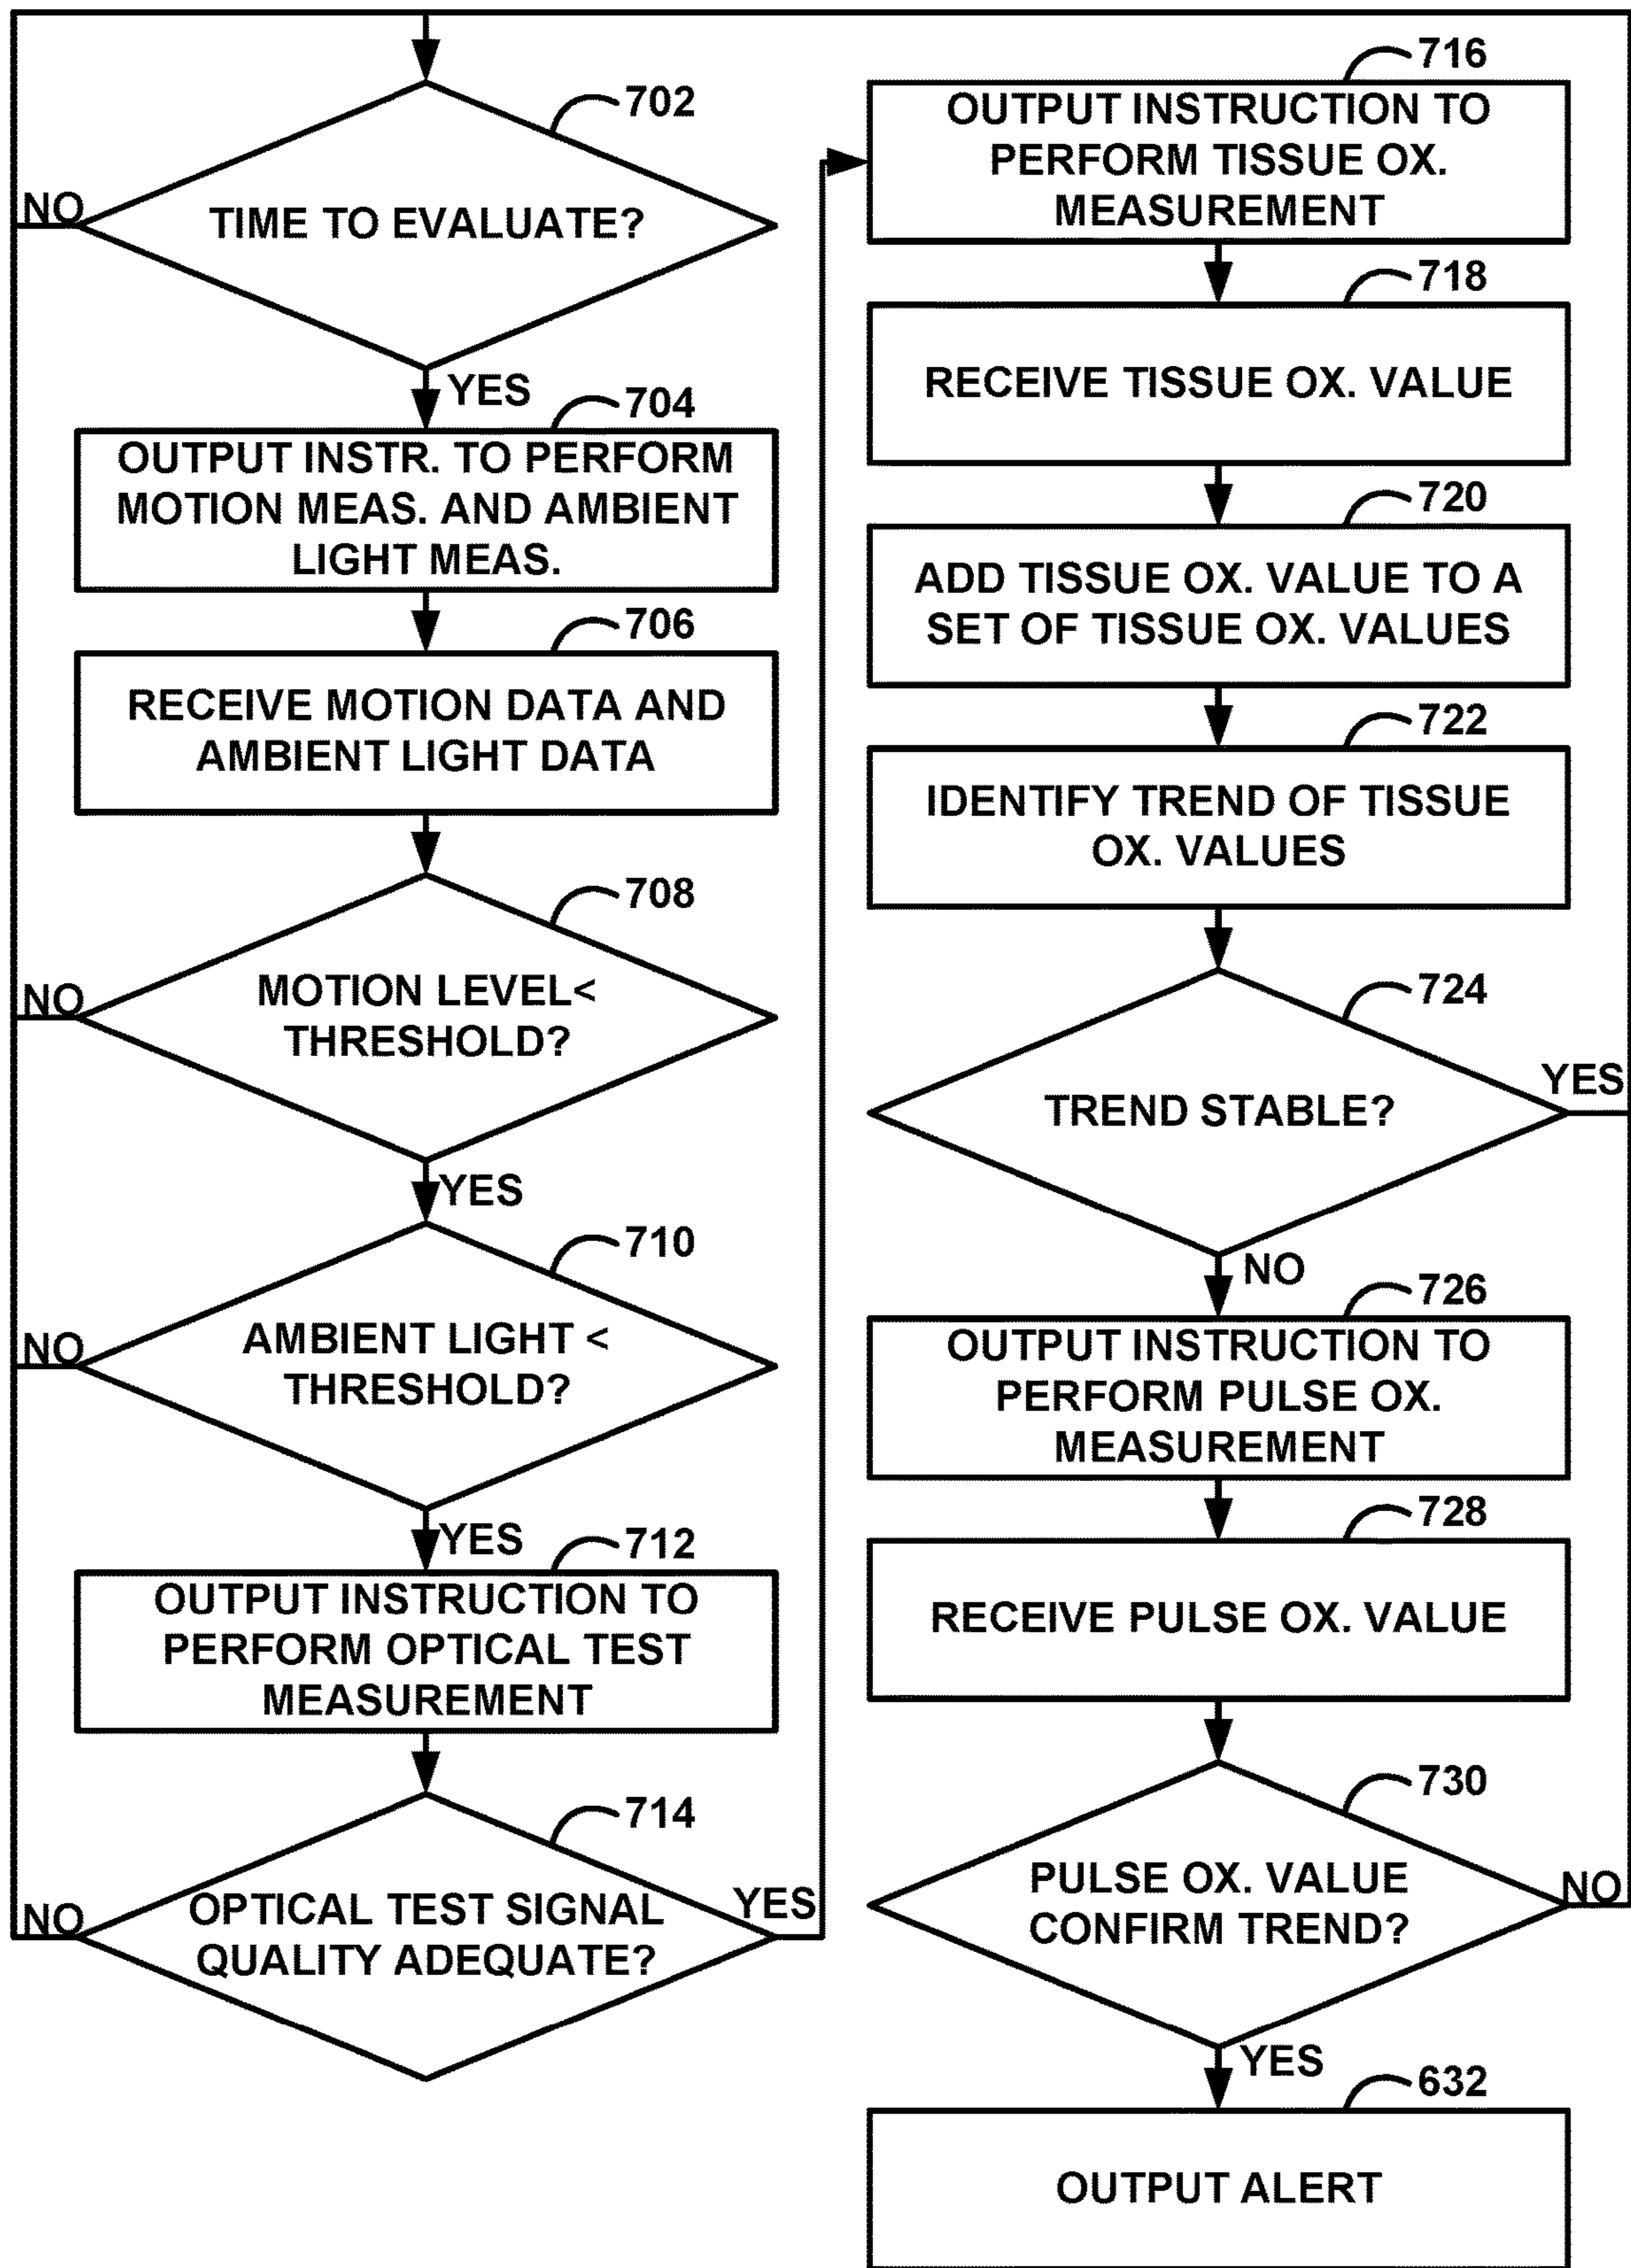 702
NO
TIME TO EVALUATE?
YES
704
OUTPUT INSTR. TO PERFORM
MOTION MEAS. AND AMBIENT
LIGHT MEAS.
706
RECEIVE MOTION DATA AND
AMBIENT LIGHT DATA
708
NO
MOTION LEVEL<
THRESHOLD?
YES
710
NO
AMBIENT LIGHT <
THRESHOLD?
YES
712
OUTPUT INSTRUCTION TO
PERFORM OPTICAL TEST
MEASUREMENT
714
NO
OPTICAL TEST SIGNAL
QUALITY ADEQUATE?
YES
716
OUTPUT INSTRUCTION TO
PERFORM TISSUE OX.
MEASUREMENT
718
RECEIVE TISSUE OX. VALUE
720
ADD TISSUE OX. VALUE TO A
SET OF TISSUE OX. VALUES
722
IDENTIFY TREND OF TISSUE
OX. VALUES
724
TREND STABLE?
YES
NO
726
OUTPUT INSTRUCTION TO
PERFORM PULSE OX.
MEASUREMENT
728
RECEIVE PULSE OX. VALUE
730
PULSE OX. VALUE
CONFIRM TREND?
NO
YES
632
OUTPUT ALERT